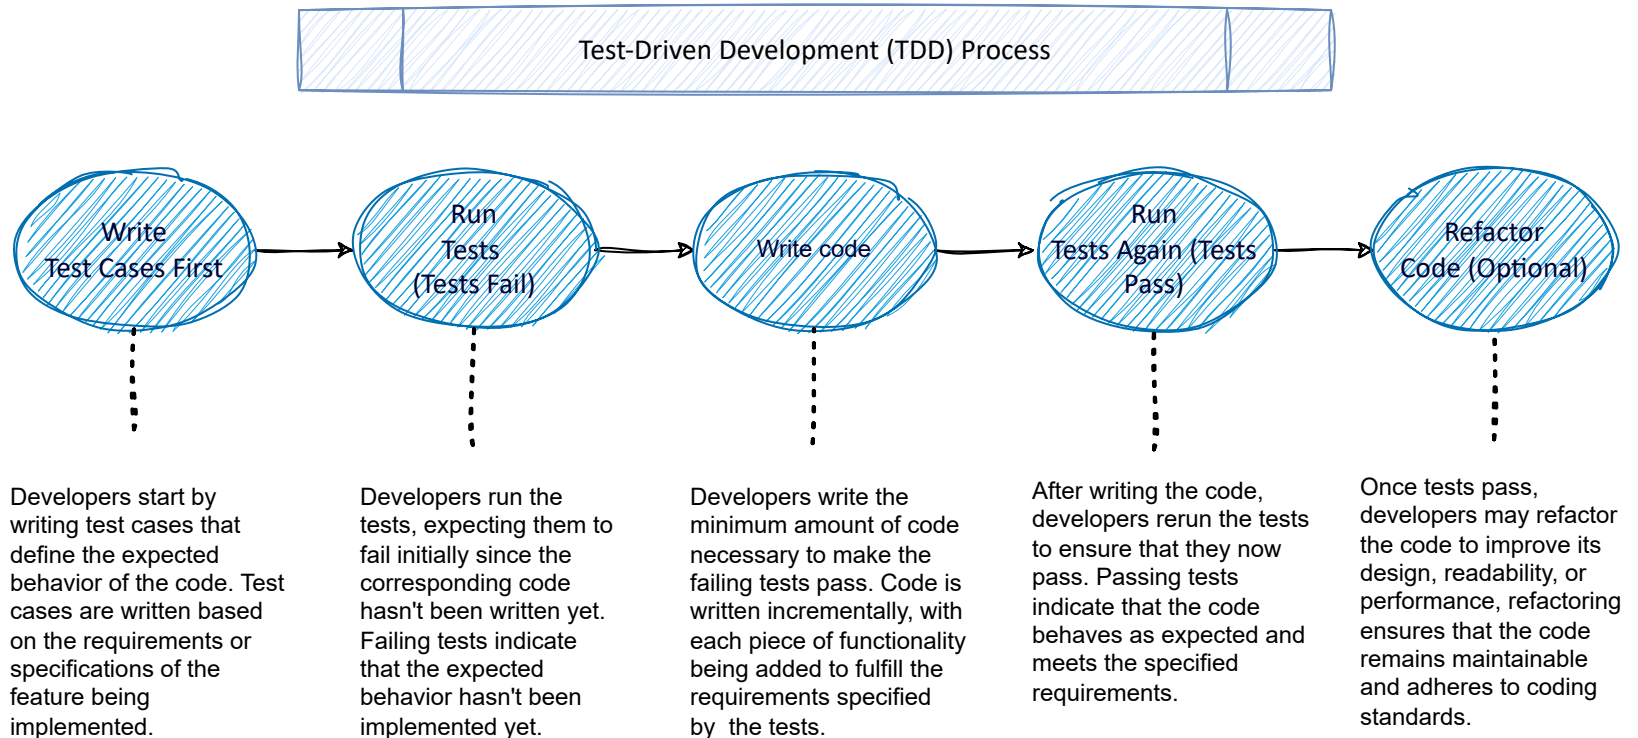 Test-Driven Development (TDD) Process
Write
Test Cases First
Run
Tests
(Tests Fail)
Write code
Run
Tests Again (Tests
Pass)
Refactor
Code (Optional)
Developers start by
writing test cases that
define the expected
behavior of the code. Test
cases are written based
on the requirements or
specifications of the
feature being
implemented.
Developers run the
tests, expecting them to
fail initially since the
corresponding code
hasn't been written yet.
Failing tests indicate
that the expected
behavior hasn't been
implemented yet.
Developers write the
minimum amount of code
necessary to make the
failing tests pass. Code is
written incrementally, with
each piece of functionality
being added to fulfill the
requirements specified
by  the tests.
After writing the code,
developers rerun the tests
to ensure that they now
pass. Passing tests
indicate that the code
behaves as expected and
meets the specified
requirements.
Once tests pass,
developers may refactor
the code to improve its
design, readability, or
performance, refactoring
ensures that the code
remains maintainable
and adheres to coding
standards.